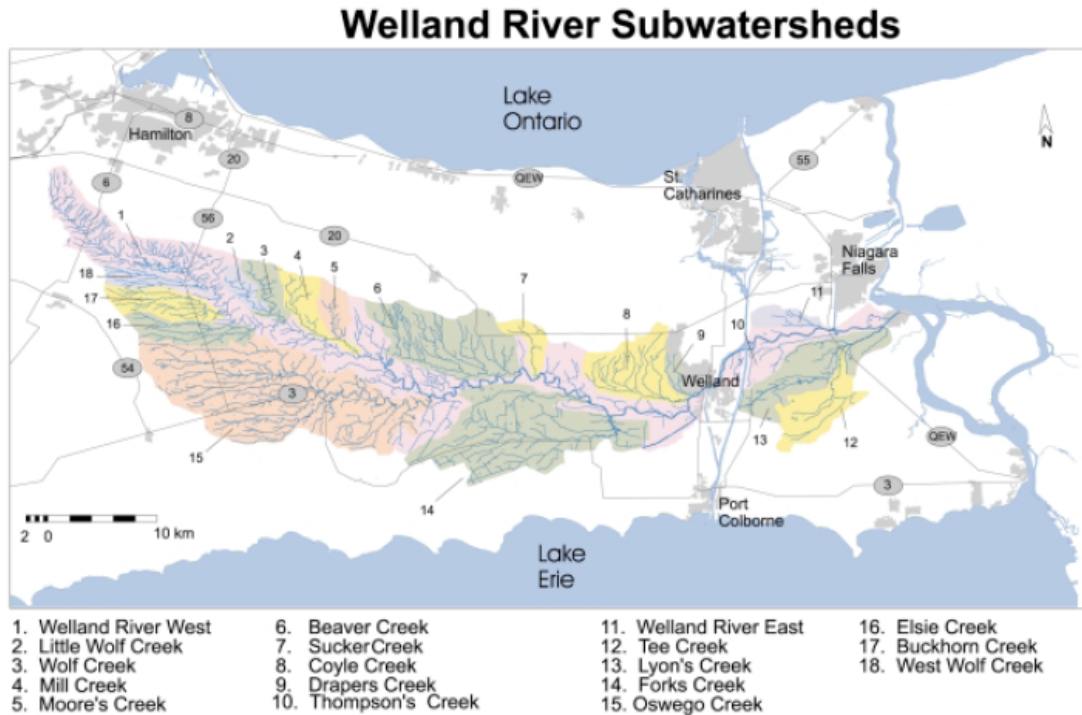 Welland River Subwatersheds
Lake
Ontario
8
Hamilton
20
55
N
6
QEW
St.
Catharines
1
56
20
2
3
4
5
Niagara
Falls
18
6
7
11
17
8
9
10
16
54
3
Welland
15
13
12
QEW
14
3
Port
Colborne
2 0 10 km
Lake
Erie
1. Welland River West
2. Little Wolf Creek
3. Wolf Creek
4. Mill Creek
5. Moore's Creek
6. Beaver Creek
7. SuckerCreek
8. Coyle Creek
9. Drapers Creek
10. Thompson's Creek
11. Welland River East
12. Tee Creek
13. Lyon's Creek
14. Forks Creek
15. Oswego Creek
16. Elsie Creek
17. Buckhorn Creek
18. West Wolf Creek